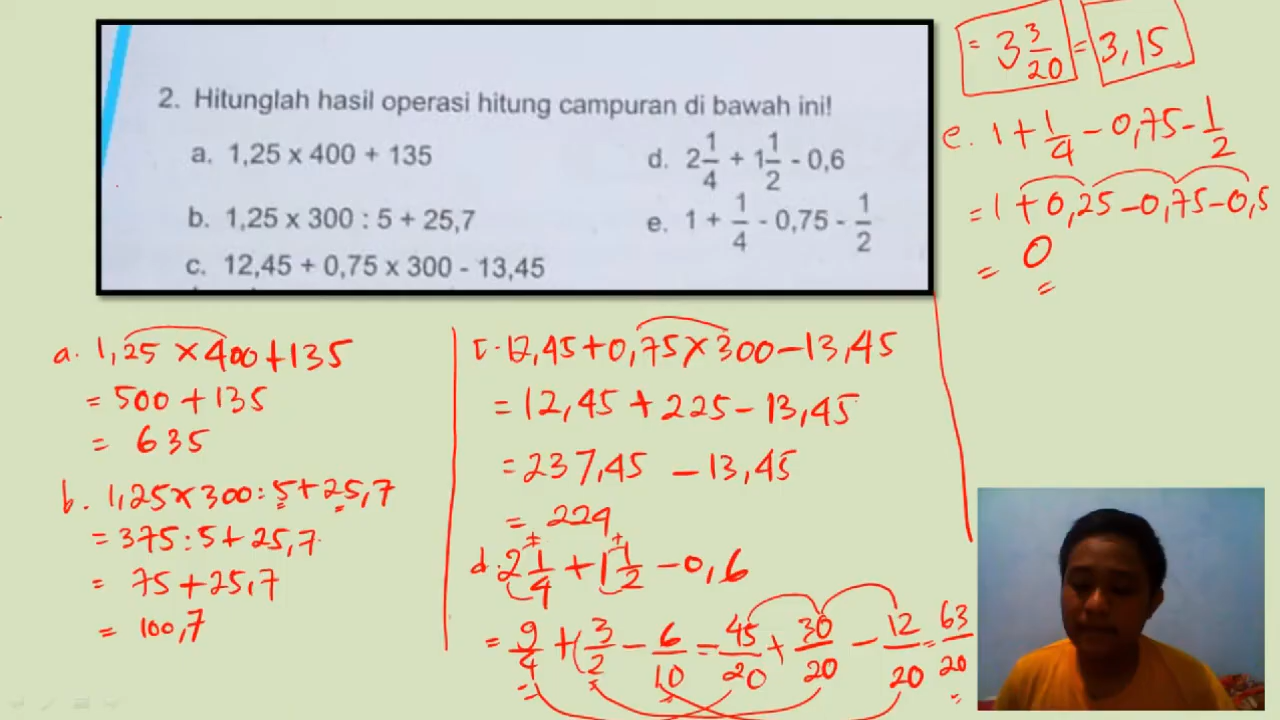 2. Hitunglah hasil operasi hitung campuran di bawah ini!
a. 1,25 x 400 + 135
b. 1,25 x 300 : 5 + 25,7
c. 12,45 + 0,75 x 300 - 13,45
d. 2 1/4 + 1 1/2 - 0,6
e. 1 + 1/4 - 0,75 - 1/2
a. 1,25 × 400 + 135
= 500 + 135
= 635
b. 1,25 × 300 : 5 + 25,7
= 375 : 5 + 25,7
= 75 + 25,7
= 100,7
c. 12,45 + 0,75 × 300 - 13,45
= 12,45 + 225 - 13,45
= 237,45 - 13,45
= 224
d. 2 1/4 + 1 1/2 - 0,6
= 9/4 + (3/2 - 6/10 = 45/20 + 30/20 - 12/20 = 63/20
= 3 3/20 = 3,15
e. 1 + 1/4 - 0,75 - 1/2
= 1 + 0,25 - 0,75 - 0,5
= 0